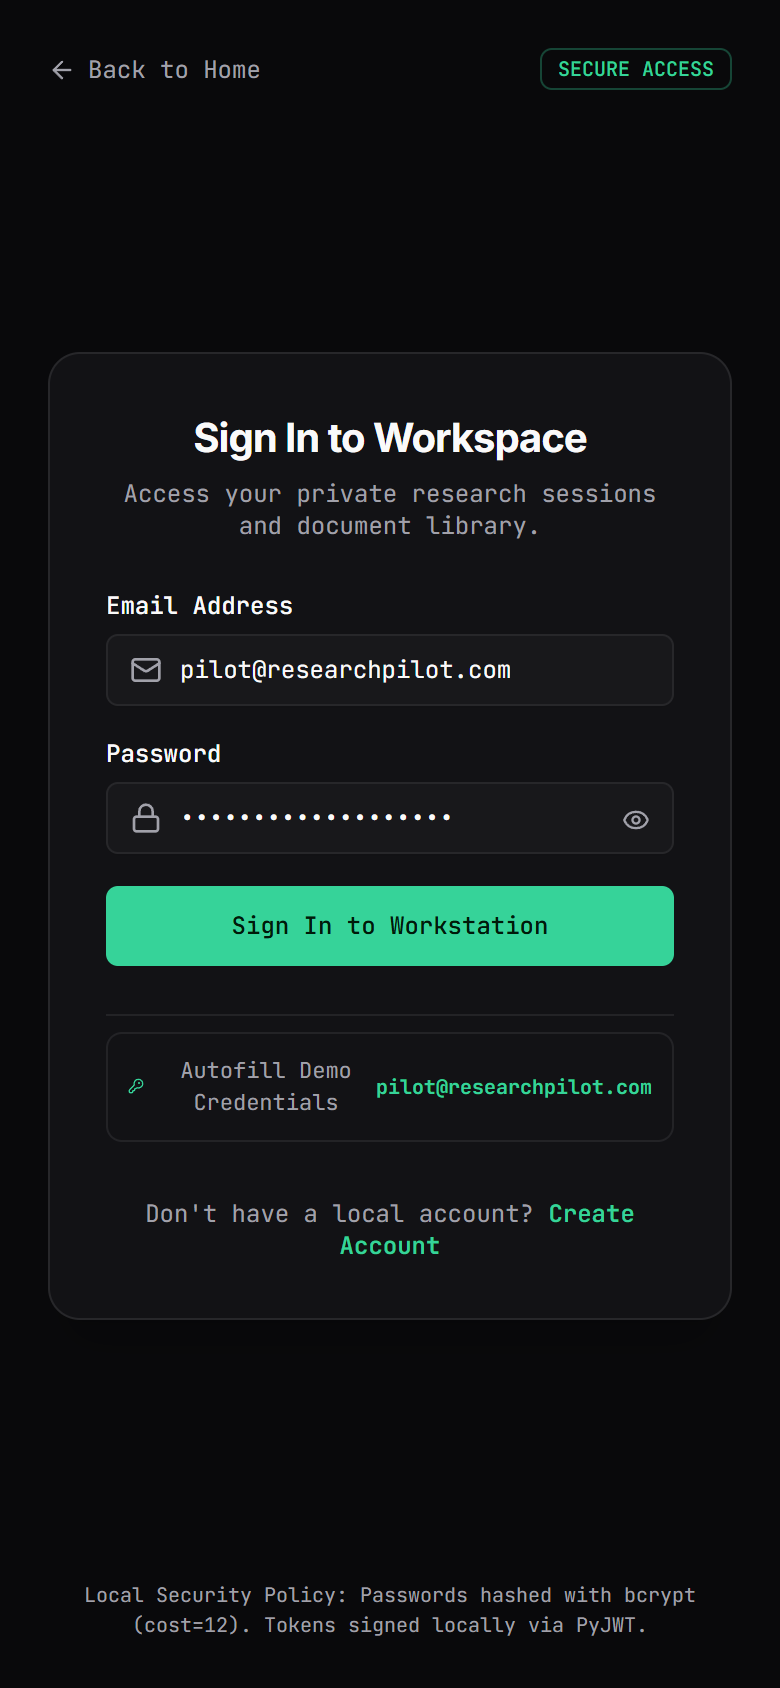 Back to Home
SECURE ACCESS
Sign In to Workspace
Access your private research sessions
and document library.
Email Address
pilot@researchpilot.com
Password
•••••••••••••••••••
Sign In to Workstation
Autofill Demo
Credentials
pilot@researchpilot.com
Don't have a local account? Create
Account
Local Security Policy: Passwords hashed with bcrypt
(cost=12). Tokens signed locally via PyJWT.